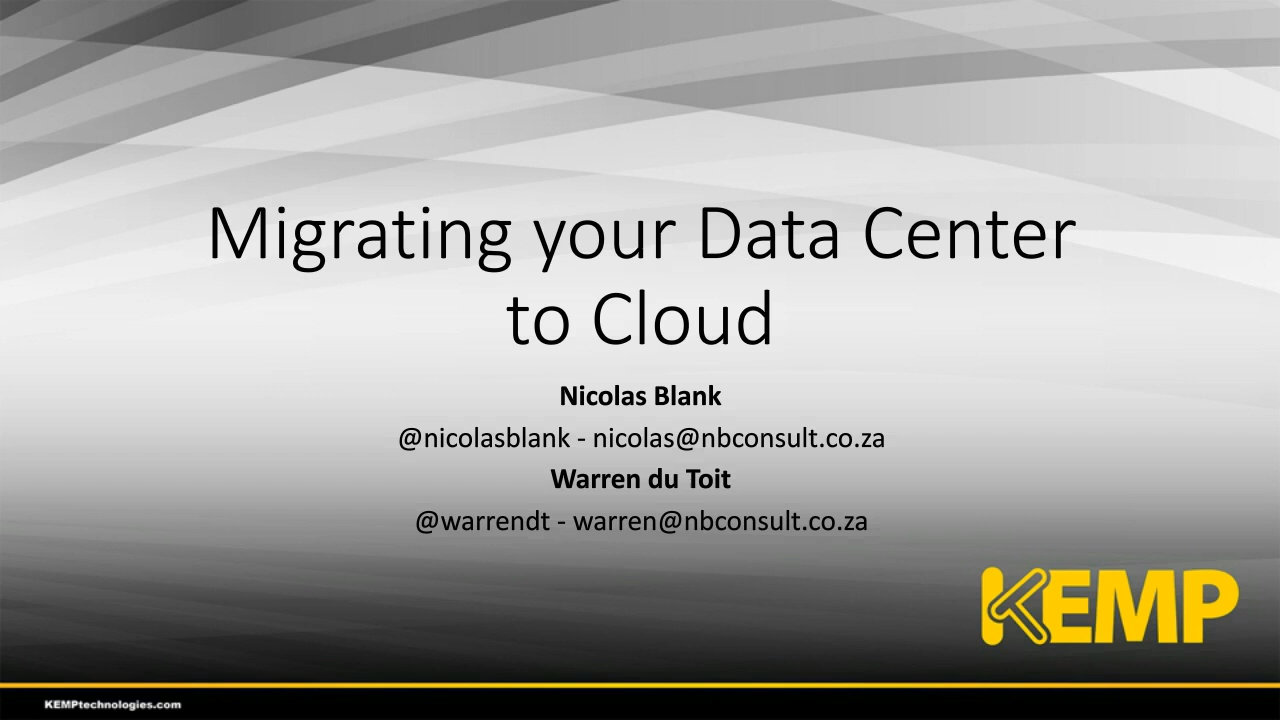 Migrating your Data Center
to Cloud
Nicolas Blank
@nicolasblank - nicolas@nbconsult.co.za
Warren du Toit
@warrendt - warren@nbconsult.co.za
KEMP
KEMPtechnologies.com